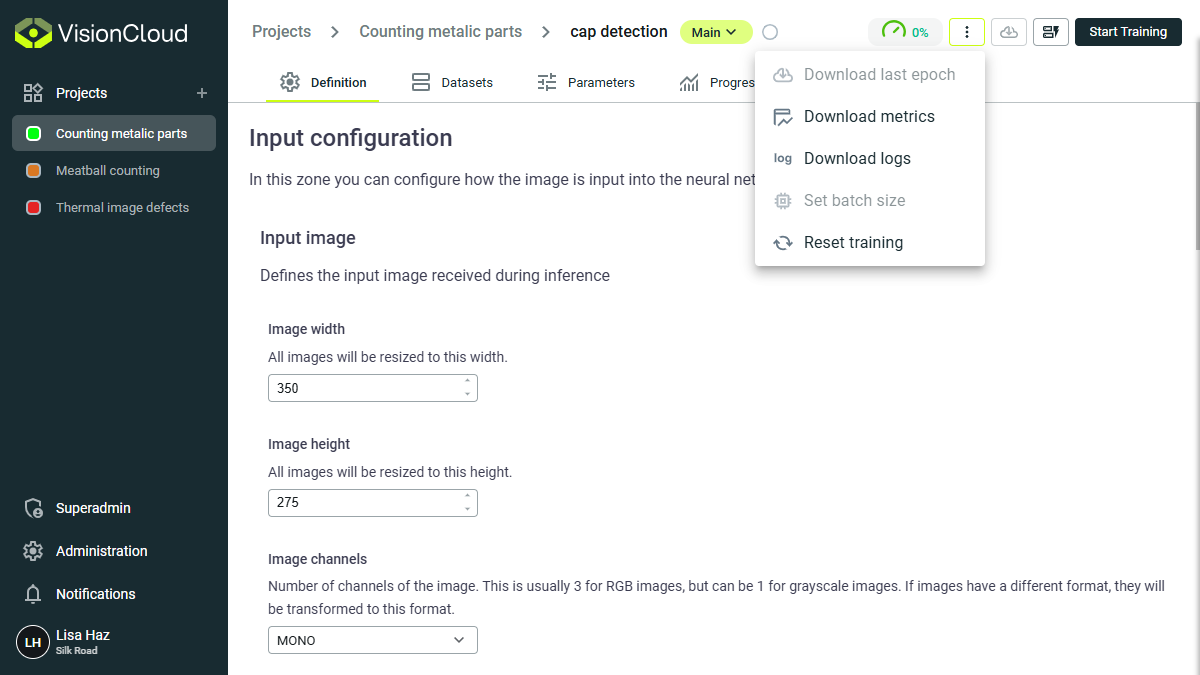 VisionCloud
Projects
Counting metalic parts
Meatball counting
Thermal image defects
Superadmin
Administration
Notifications
LH
Lisa Haz
Silk Road
Projects
Counting metalic parts
cap detection
Main
0%
Start Training
Definition
Datasets
Parameters
Download last epoch
Download metrics
log Download logs
Set batch size
Reset training
Input configuration
In this zone you can configure how the image is input into the neural
Input image
Defines the input image received during inference
Image width
All images will be resized to this width.
350
Image height
All images will be resized to this height.
275
Image channels
Number of channels of the image. This is usually 3 for RGB images, but can be 1 for grayscale images. If images have a different format, they will
be transformed to this format.
MONO